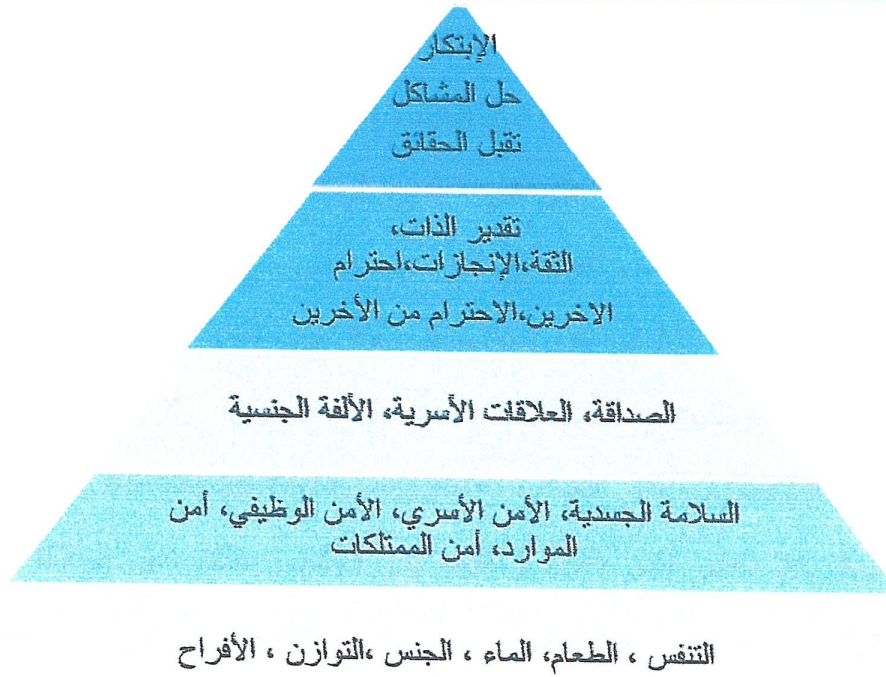 الإبتكار
حل المشاكل
تقبل الحقائق
تقدير الذات،
الثقة،الإنجازات،احترام
الاخرين،الاحترام من الأخرين
الصداقة، العلاقات الأسرية، الألفة الجنسية
السلامة الجسدية، الأمن الأسري، الأمن الوظيفي، أمن
الموارد، أمن الممتلكات
التنفس ، الطعام، الماء ، الجنس ،التوازن ، الأفراح